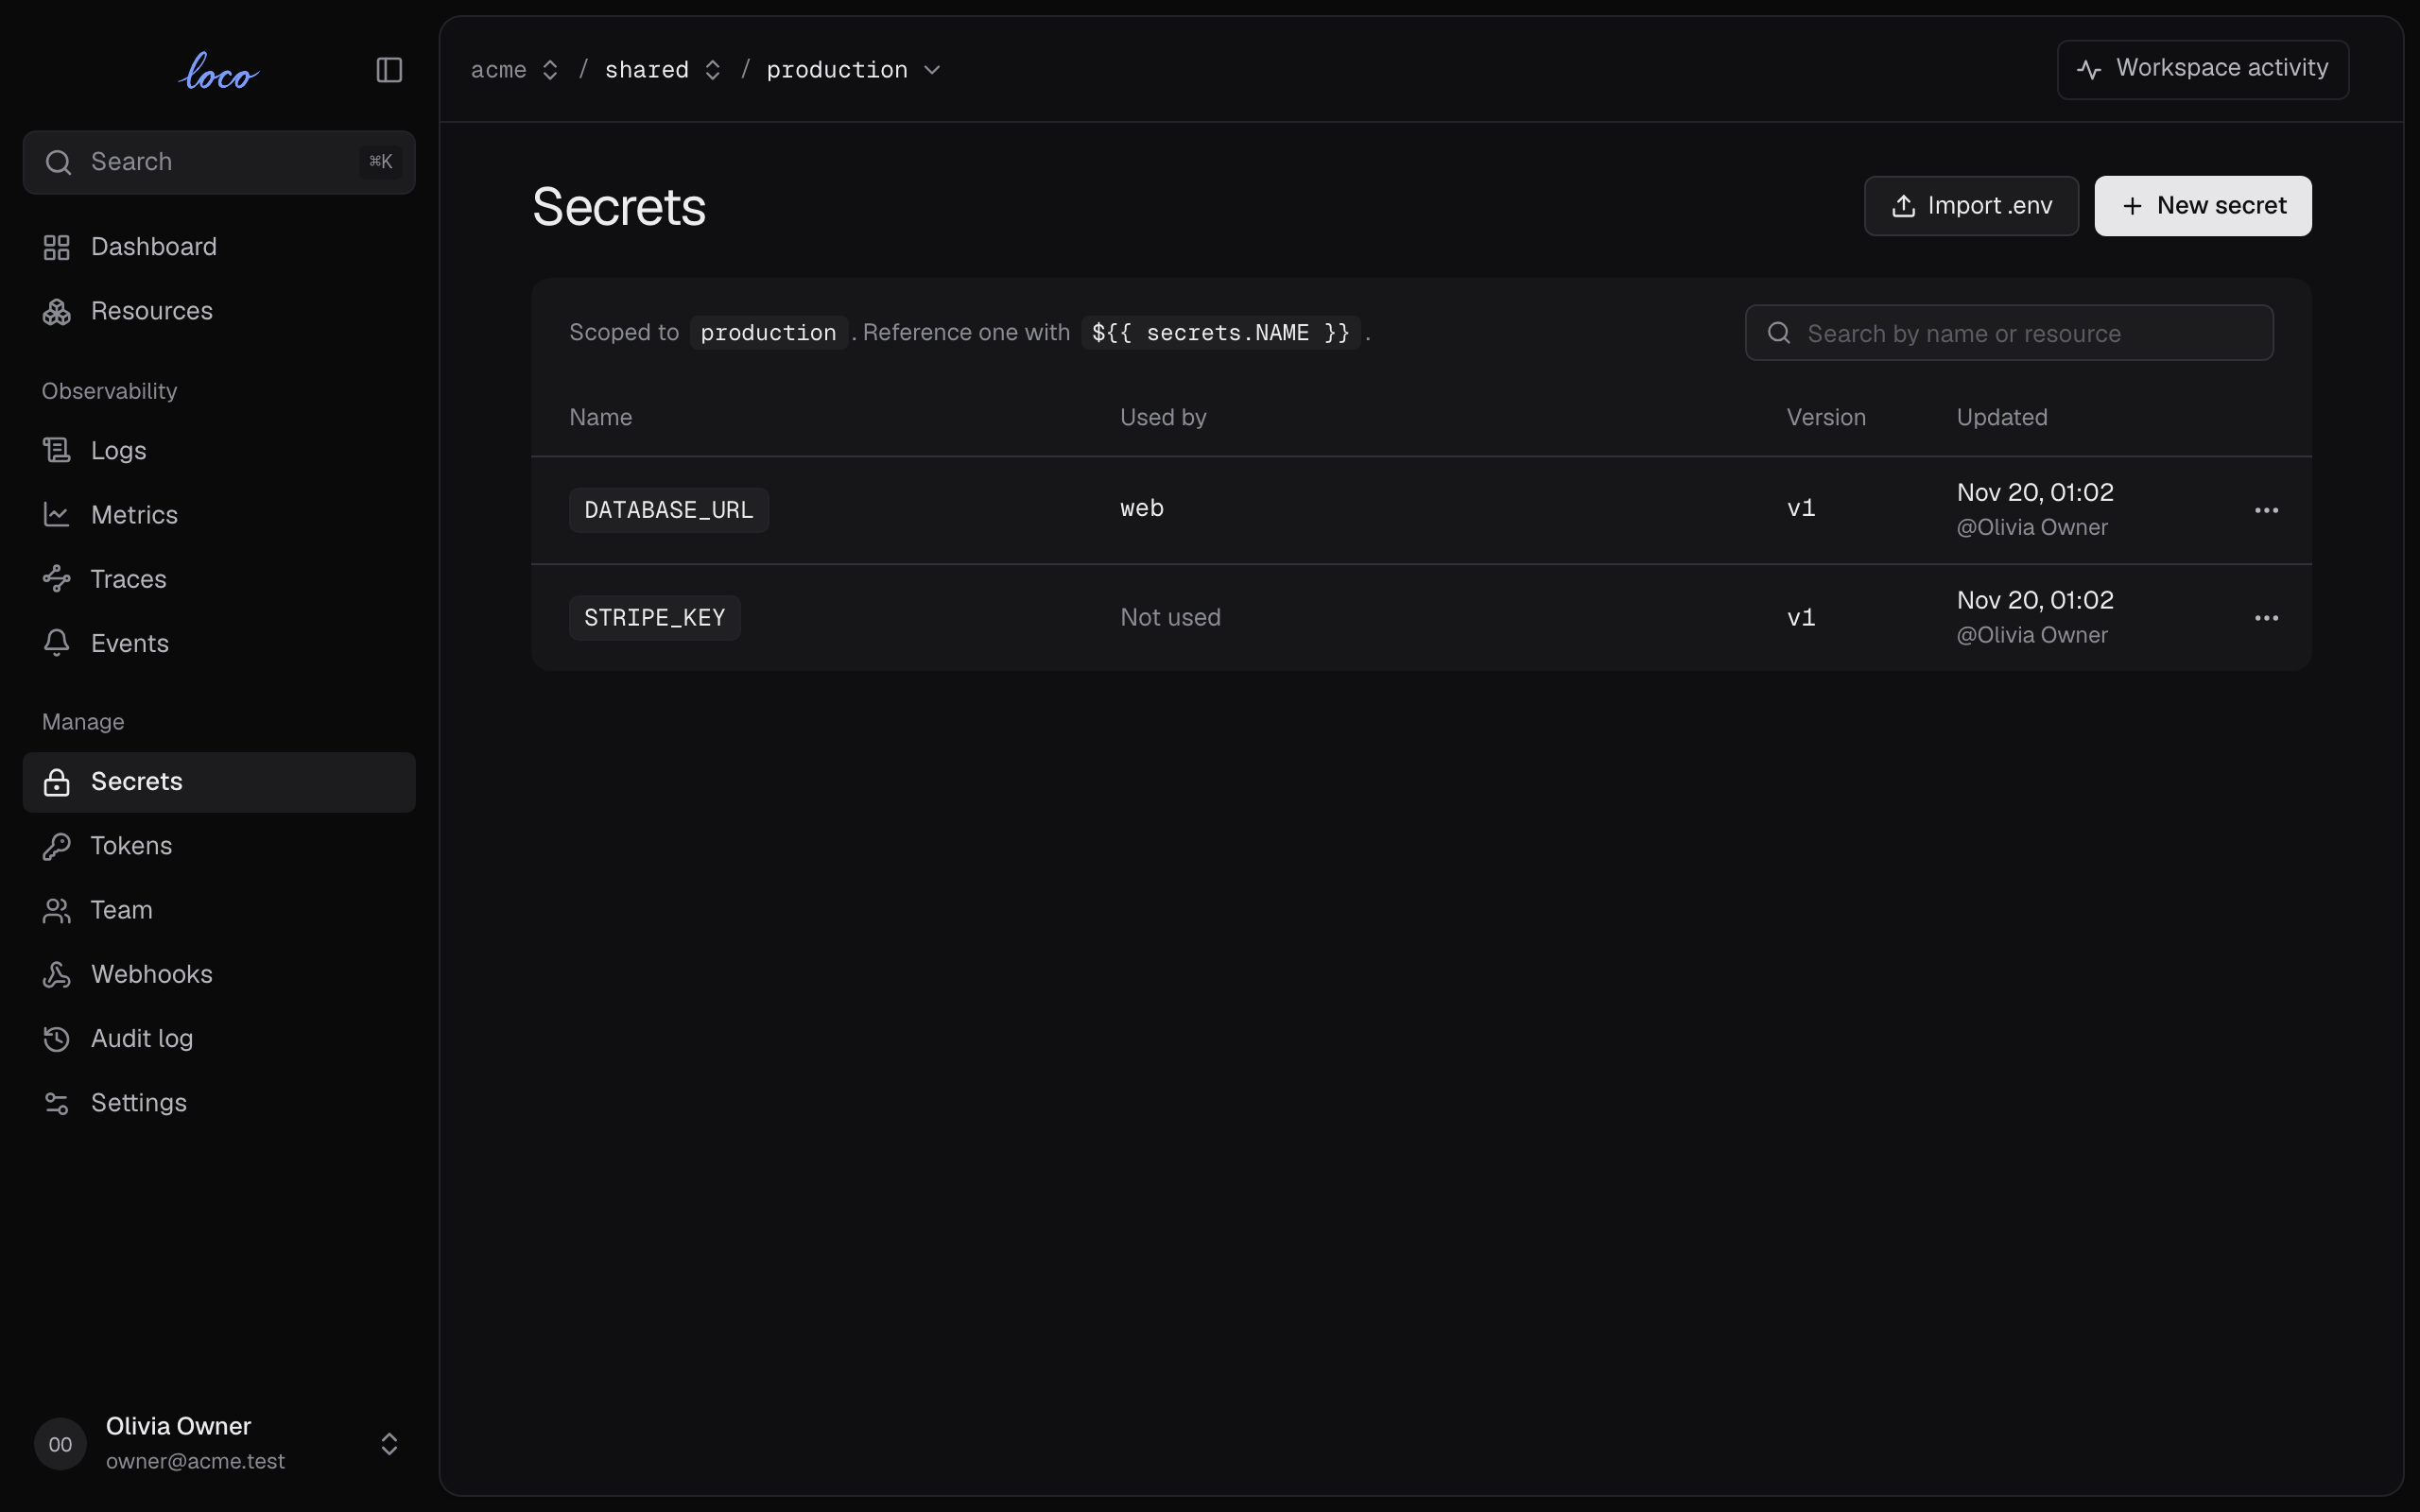 loco
acme / shared / production
Workspace activity
Search ⌘K
Dashboard
Resources
Observability
Logs
Metrics
Traces
Events
Manage
Secrets
Tokens
Team
Webhooks
Audit log
Settings
OO Olivia Owner
owner@acme.test
Secrets
Import .env
+ New secret
Scoped to production. Reference one with ${{ secrets.NAME }}.
Search by name or resource
Name Used by Version Updated
DATABASE_URL web v1 Nov 20, 01:02
@Olivia Owner
STRIPE_KEY Not used v1 Nov 20, 01:02
@Olivia Owner